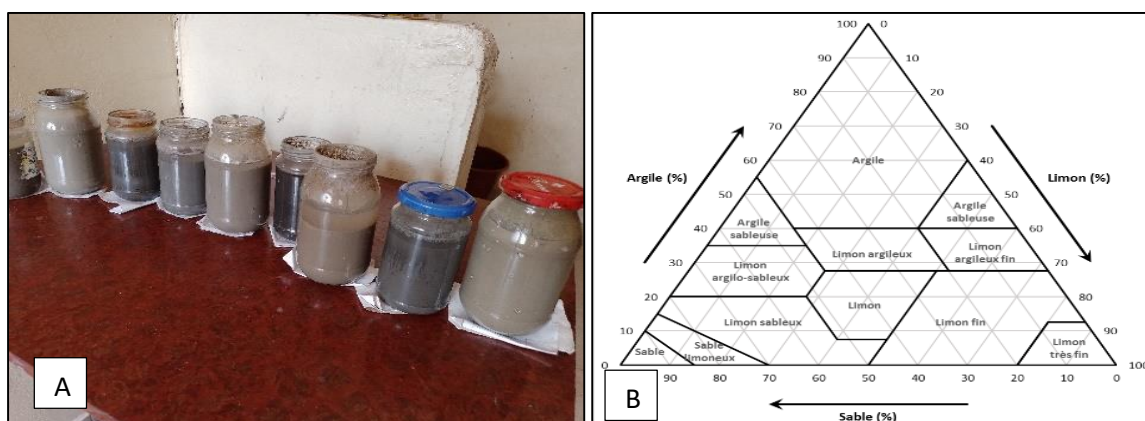 A
B
100 0
90 10
80 20
70 30
60 40
50 50
40 60
30 70
20 80
10 90
0 100
90 80 70 60 50 40 30 20 10 0
Argile (%)
Limon (%)
Sable (%)
Argile
Argile
sableuse
Argile
sableuse
Limon argileux
Limon
argileux fin
Limon
argilo-sableux
Limon
Limon sableux
Limon fin
Sable
Sable
limoneux
Limon
très fin